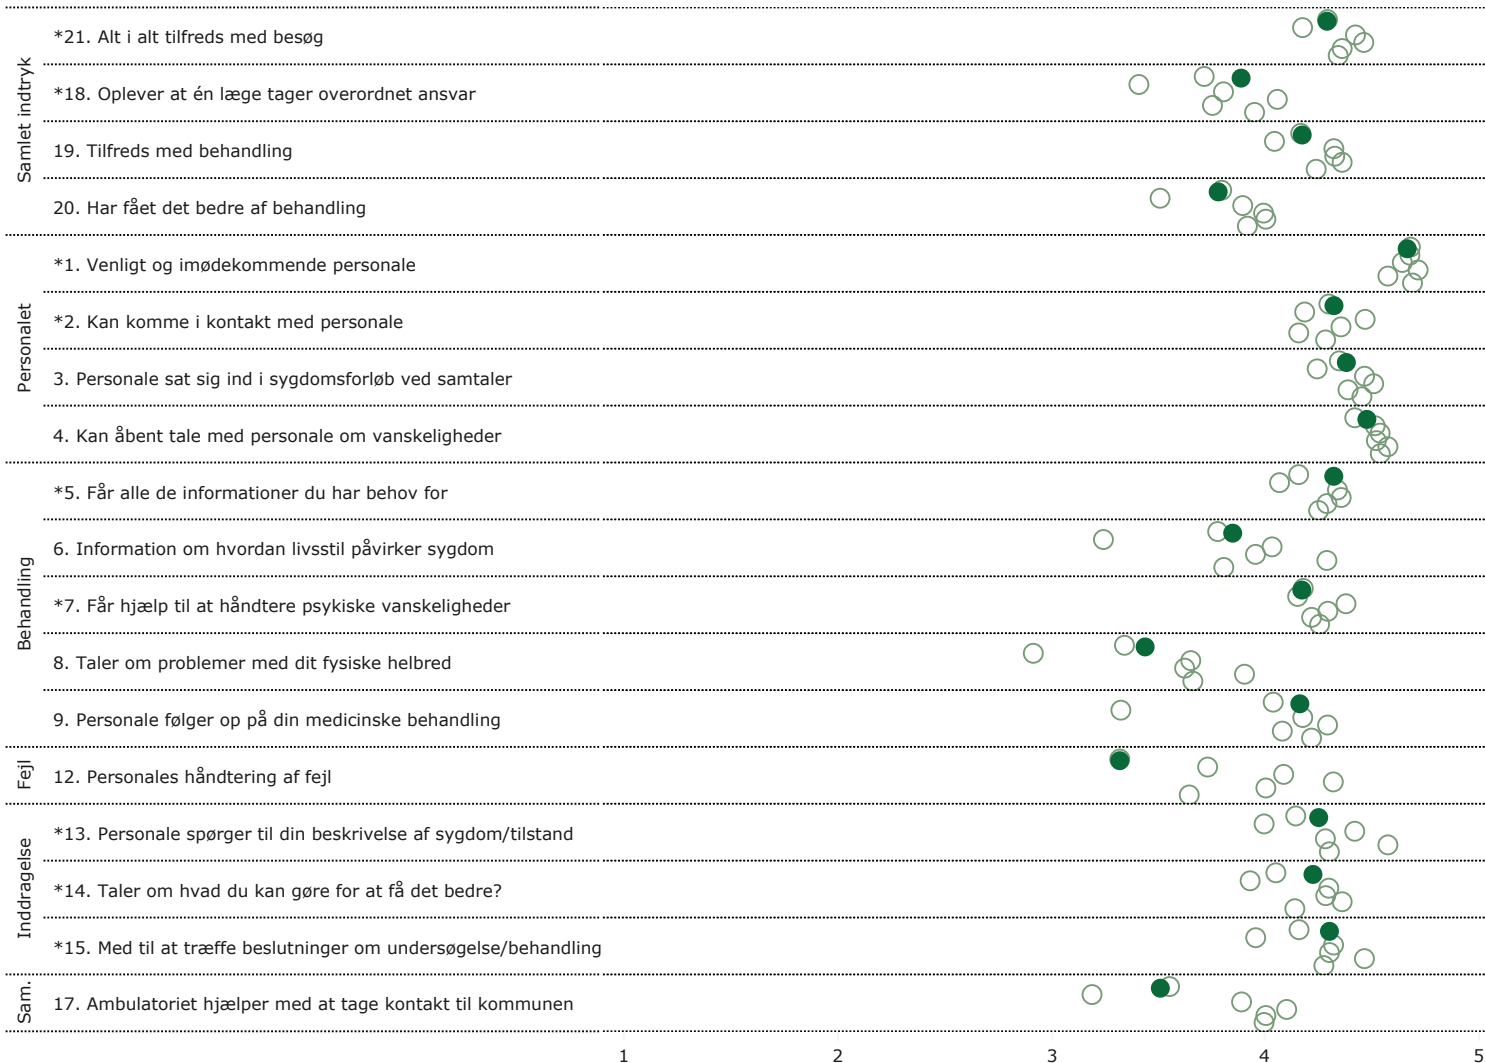 Samlet indtryk
*21. Alt i alt tilfreds med besøg
*18. Oplever at én læge tager overordnet ansvar
19. Tilfreds med behandling
20. Har fået det bedre af behandling
Personalet
*1. Venligt og imødekommende personale
*2. Kan komme i kontakt med personale
3. Personale sat sig ind i sygdomsforløb ved samtaler
4. Kan åbent tale med personale om vanskeligheder
Behandling
*5. Får alle de informationer du har behov for
6. Information om hvordan livsstil påvirker sygdom
*7. Får hjælp til at håndtere psykiske vanskeligheder
8. Taler om problemer med dit fysiske helbred
9. Personale følger op på din medicinske behandling
Fejl
12. Personales håndtering af fejl
Inddragelse
*13. Personale spørger til din beskrivelse af sygdom/tilstand
*14. Taler om hvad du kan gøre for at få det bedre?
*15. Med til at træffe beslutninger om undersøgelse/behandling
Sam.
17. Ambulatoriet hjælper med at tage kontakt til kommunen
1 2 3 4 5